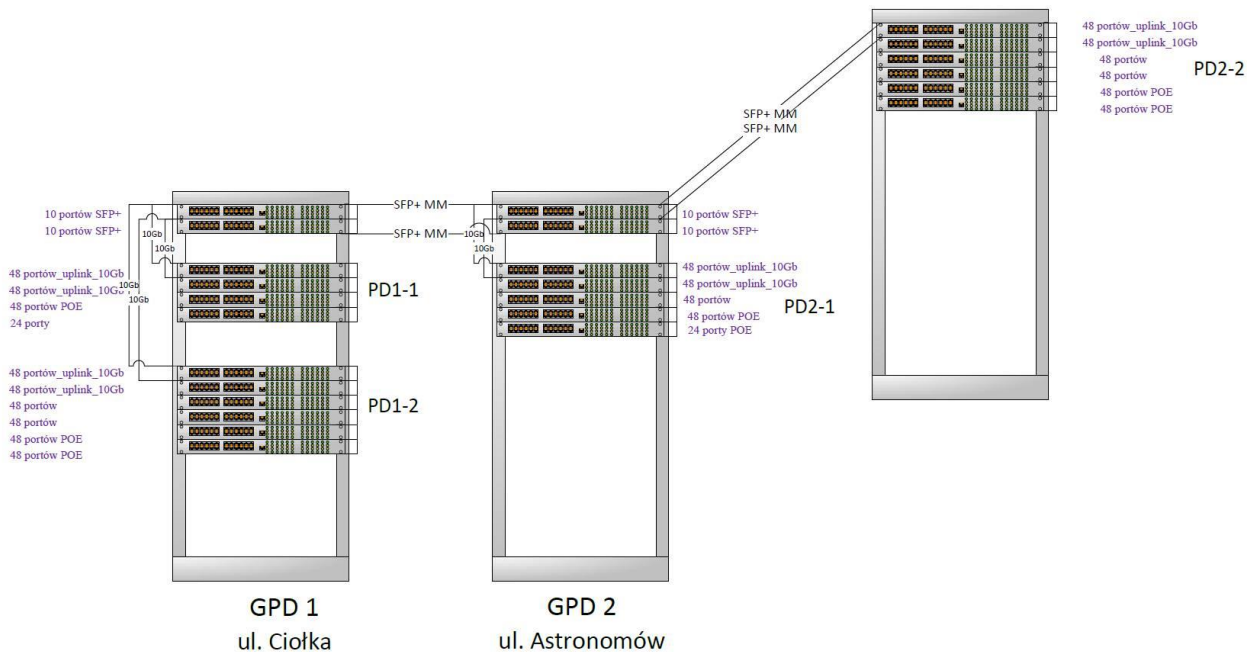 48 portów_uplink_10Gb
48 portów_uplink_10Gb
48 portów
48 portów
48 portów POE
48 portów POE
PD2-2
SFP+ MM
SFP+ MM
10 portów SFP+
10 portów SFP+
10Gb
10Gb
SFP+ MM
SFP+ MM
10Gb
10Gb
10 portów SFP+
10 portów SFP+
48 portów_uplink_10Gb
48 portów_uplink_10Gb
48 portów POE
24 porty
10Gb
10Gb
PD1-1
48 portów_uplink_10Gb
48 portów_uplink_10Gb
48 portów
48 portów POE
24 porty POE
PD2-1
48 portów_uplink_10Gb
48 portów_uplink_10Gb
48 portów
48 portów
48 portów POE
48 portów POE
PD1-2
GPD 1
ul. Ciołka
GPD 2
ul. Astronomów